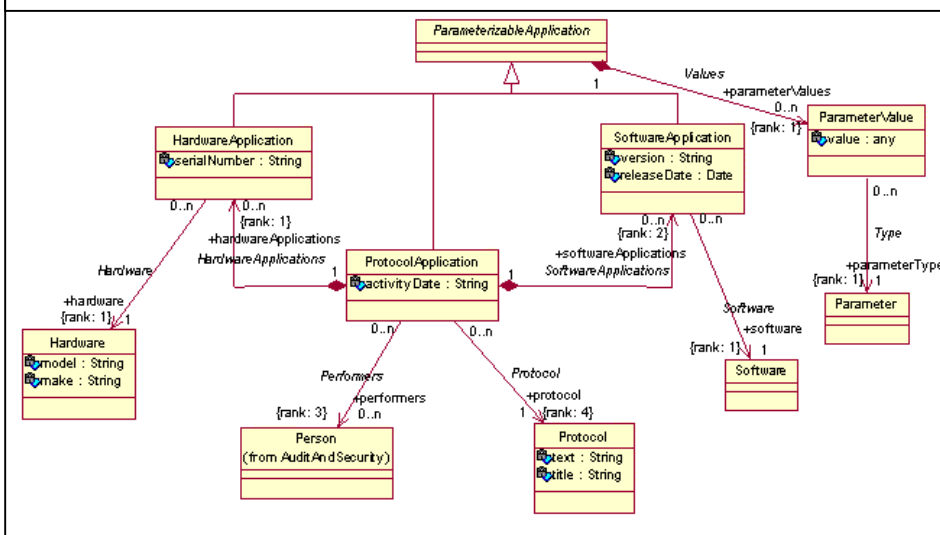 ParameterizableApplication
1
Values
+parameterValues
0..n
{rank: 1}
ParameterValue
value : any
HardwareApplication
serialNumber : String
SoftwareApplication
version : String
releaseDate : Date
0..n
0..n
{rank: 1}
+hardwareApplications
HardwareApplications
0..n
{rank: 2}
0..n
+softwareApplications
SoftwareApplications
0..n
Type
+parameterType
{rank: 1}
1
Parameter
ProtocolApplication
activityDate : String
1
1
Hardware
+hardware
{rank: 1}
1
Hardware
model : String
make : String
Software
+software
{rank: 1}
1
Software
0..n
0..n
Performers
+performers
{rank: 3}
0..n
Protocol
+protocol
1
{rank: 4}
Person
(from AuditAndSecurity)
Protocol
text : String
title : String